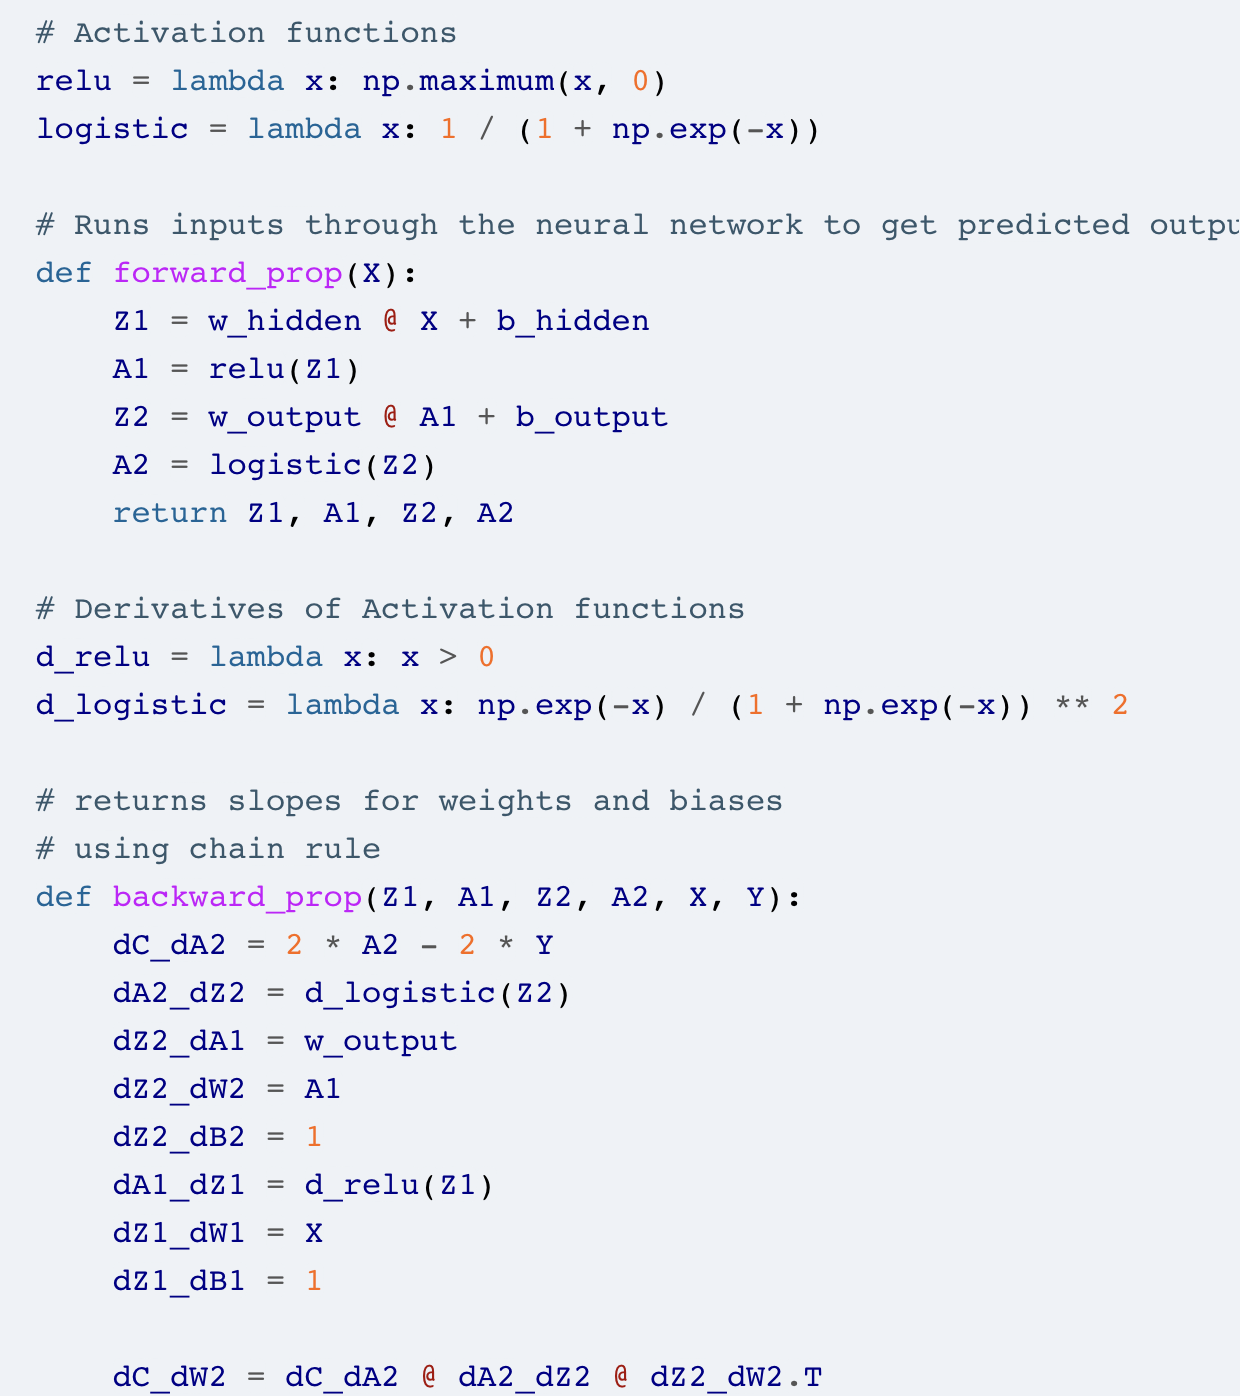 # Activation functions
relu = lambda x: np.maximum(x, 0)
logistic = lambda x: 1 / (1 + np.exp(-x))
# Runs inputs through the neural network to get predicted
def forward_prop(X):
    Z1 = w_hidden @ X + b_hidden
    A1 = relu(Z1)
    Z2 = w_output @ A1 + b_output
    A2 = logistic(Z2)
    return Z1, A1, Z2, A2
# Derivatives of Activation functions
d_relu = lambda x: x > 0
d_logistic = lambda x: np.exp(-x) / (1 + np.exp(-x)) ** 2
# returns slopes for weights and biases
# using chain rule
def backward_prop(Z1, A1, Z2, A2, X, Y):
    dC_dA2 = 2 * A2 - 2 * Y
    dA2_dZ2 = d_logistic(Z2)
    dZ2_dA1 = w_output
    dZ2_dW2 = A1
    dZ2_dB2 = 1
    dA1_dZ1 = d_relu(Z1)
    dZ1_dW1 = X
    dZ1_dB1 = 1
    dC_dW2 = dC_dA2 @ dA2_dZ2 @ dZ2_dW2.T